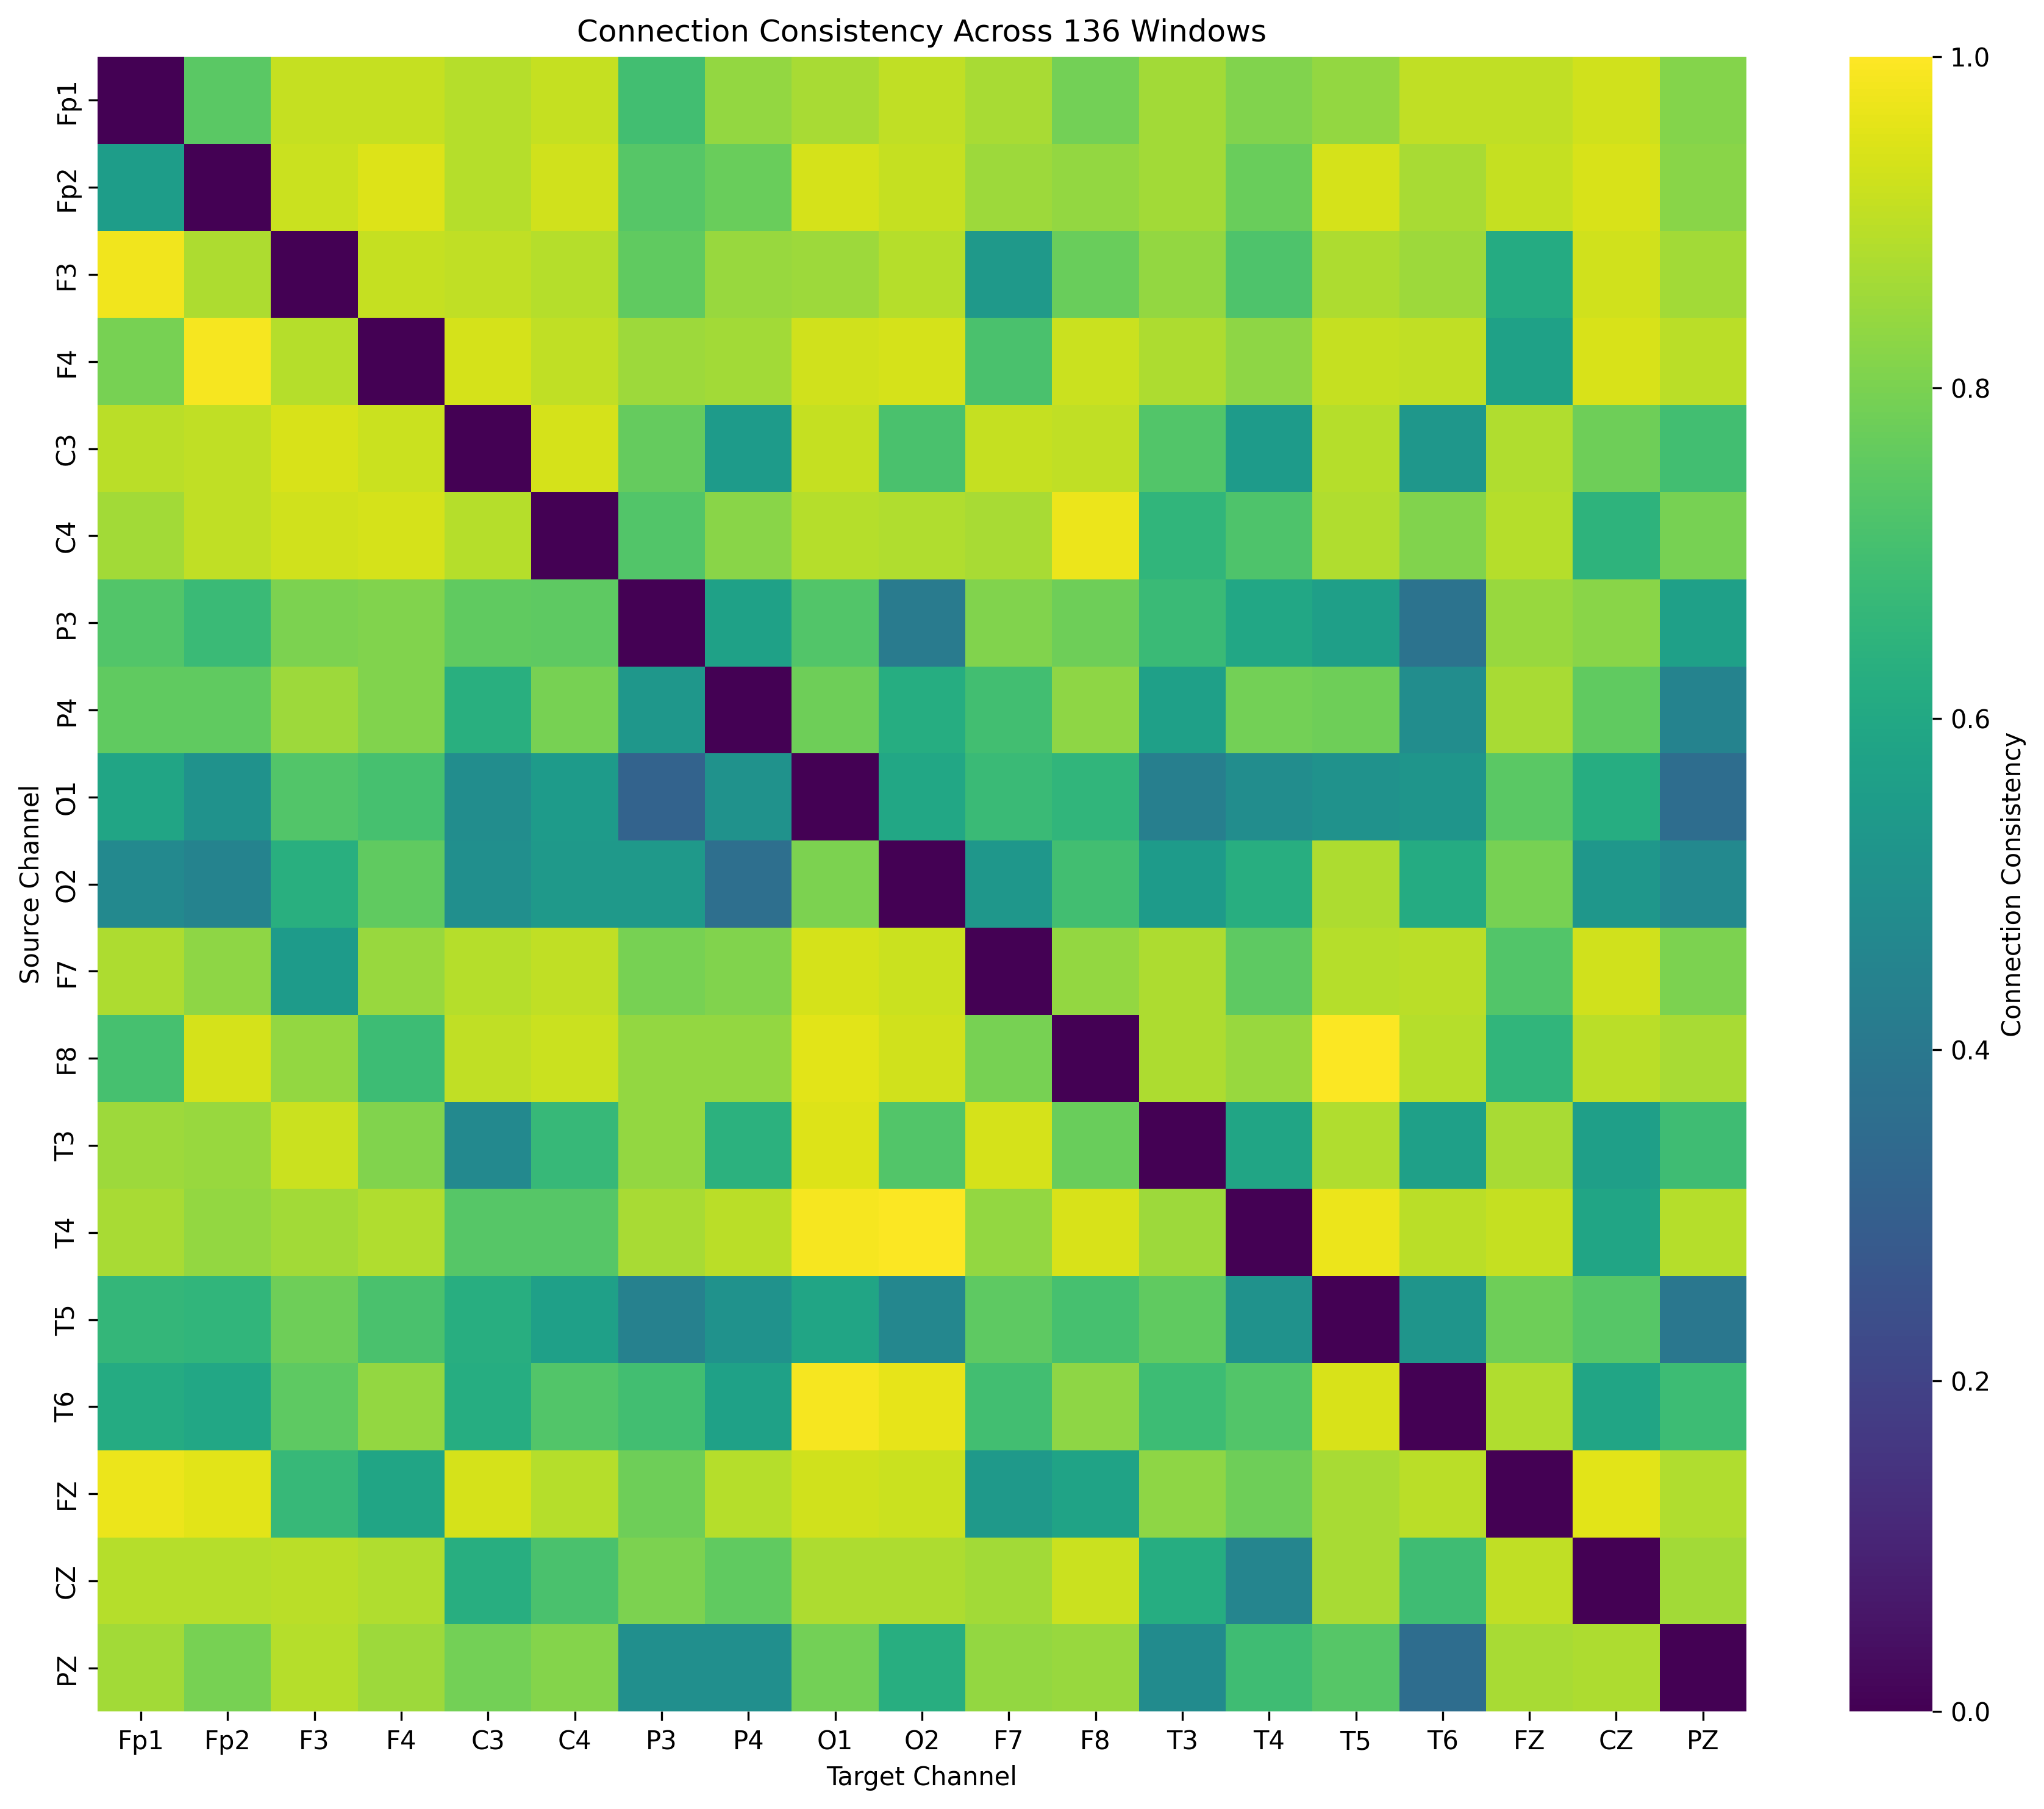 Connection Consistency Across 136 Windows
Source Channel
Fp1
Fp2
F3
F4
C3
C4
P3
P4
O1
O2
F7
F8
T3
T4
T5
T6
FZ
CZ
PZ
Fp1 Fp2 F3 F4 C3 C4 P3 P4 O1 O2 F7 F8 T3 T4 T5 T6 FZ CZ PZ
Target Channel
1.0
0.8
0.6
0.4
0.2
0.0
Connection Consistency